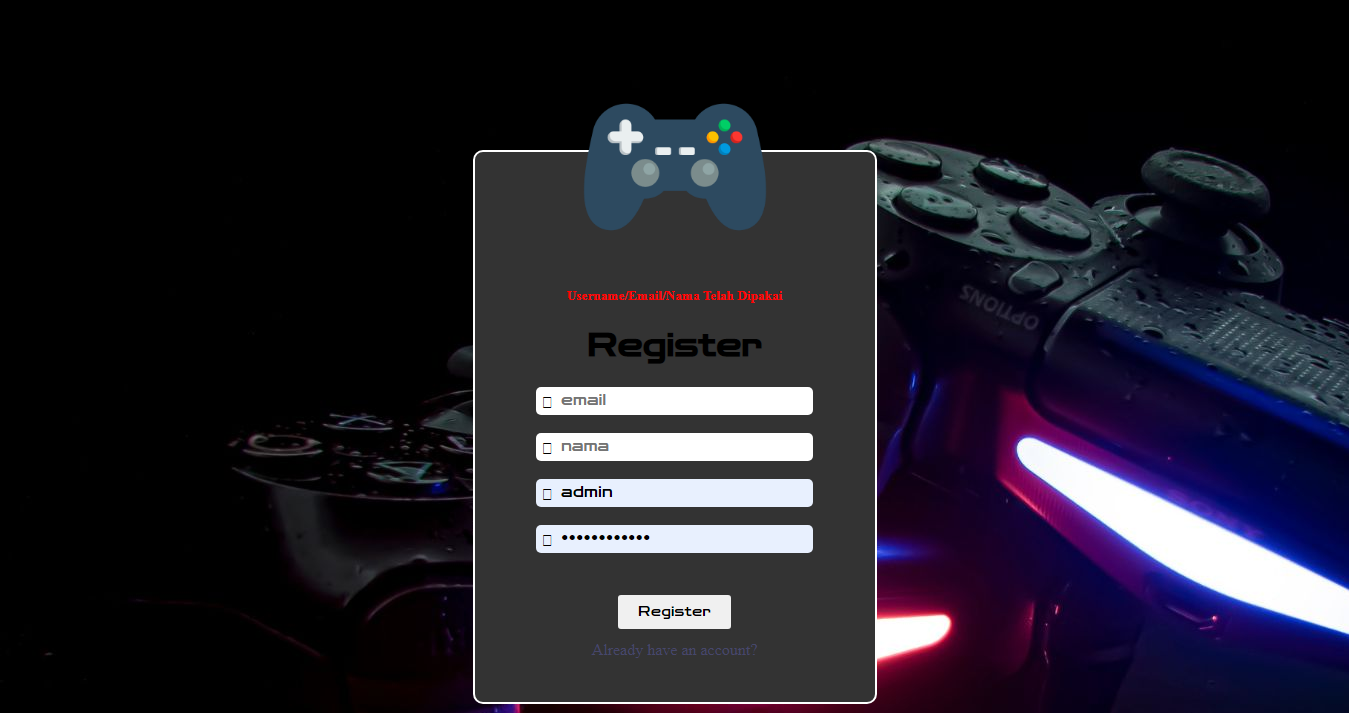 Username/Email/Nama Telah Dipakai
Register
email
nama
admin
••••••••••••
Register
Already have an account?
OPTIONS